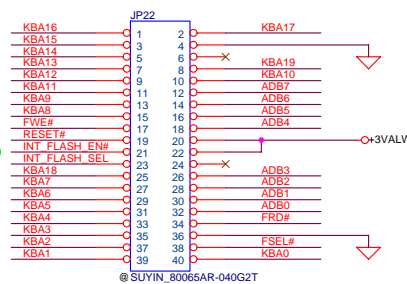 JP22
KBA16 1 2 KBA17
KBA15 3 4
KBA14 5 6
KBA13 7 8 KBA19
KBA12 9 10 KBA10
KBA11 11 12 ADB7
KBA9 13 14 ADB6
KBA8 15 16 ADB5
FWE# 17 18 ADB4
RESET# 19 20 +3VALW
INT_FLASH_EN# 21 22
INT_FLASH_SEL 23 24
KBA18 25 26 ADB3
KBA7 27 28 ADB2
KBA6 29 30 ADB1
KBA5 31 32 ADB0
KBA4 33 34 FRD#
KBA3 35 36
KBA2 37 38 FSEL#
KBA1 39 40 KBA0
@SUYIN_80065AR-040G2T